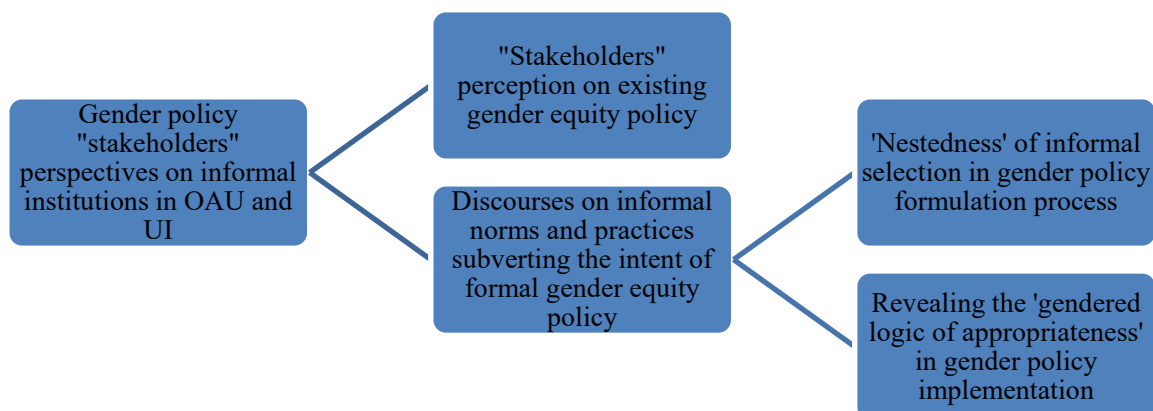 Gender policy
"stakeholders"
perspectives on informal
institutions in OAU and
UI
"Stakeholders"
perception on existing
gender equity policy
Discourses on informal
norms and practices
subverting the intent of
formal gender equity
policy
'Nestedness' of informal
selection in gender policy
formulation process
Revealing the 'gendered
logic of appropriateness'
in gender policy
implementation